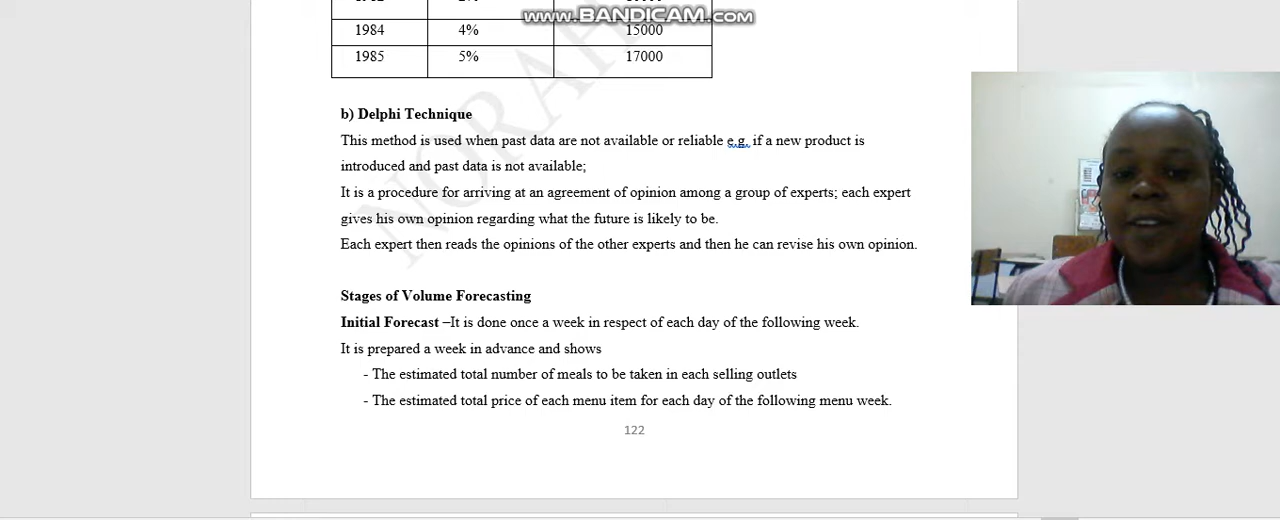 www.BANDICAM.com
1984 4% 15000
1985 5% 17000
NORAH
b) Delphi Technique
This method is used when past data are not available or reliable e.g. if a new product is
introduced and past data is not available;
It is a procedure for arriving at an agreement of opinion among a group of experts; each expert
gives his own opinion regarding what the future is likely to be.
Each expert then reads the opinions of the other experts and then he can revise his own opinion.
Stages of Volume Forecasting
Initial Forecast –It is done once a week in respect of each day of the following week.
It is prepared a week in advance and shows
- The estimated total number of meals to be taken in each selling outlets
- The estimated total price of each menu item for each day of the following menu week.
122